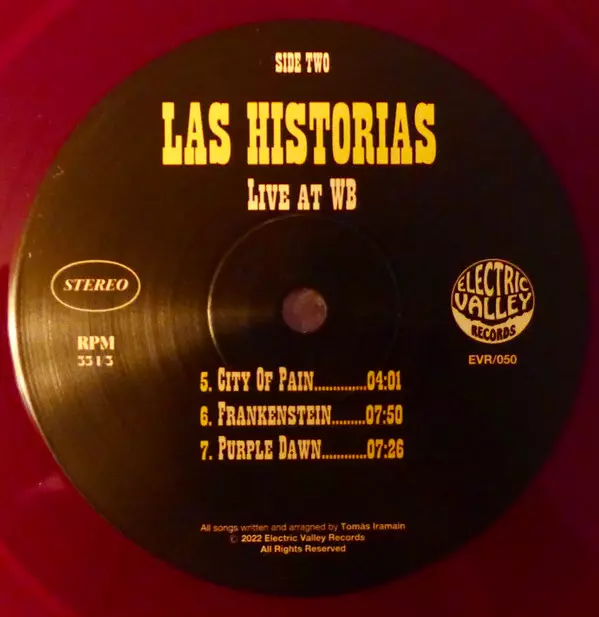 SIDE TWO
LAS HISTORIAS
LIVE AT WB
STEREO
RPM
33 1/3
ELECTRIC
VALLEY
RECORDS
EVR/050
5. CITY OF PAIN..............04:01
6. FRANKENSTEIN.........07:50
7. PURPLE DAWN............07:26
All songs written and arragned by Tomás Iramain
© 2022 Electric Valley Records
All Rights Reserved